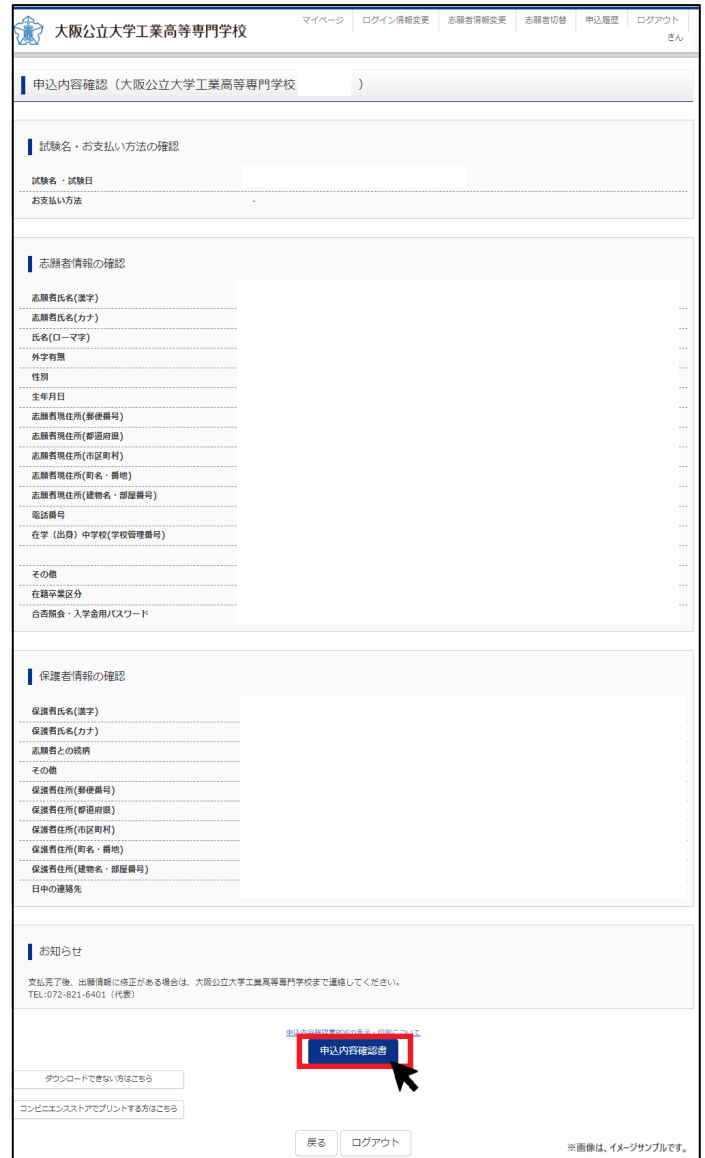 大阪公立大学工業高等専門学校
マイページ ログイン情報変更 志願者情報変更 志願者切替 申込履歴 ログアウト
さん
申込内容確認（大阪公立大学工業高等専門学校 ）
試験名・お支払い方法の確認
試験名 ・試験日
お支払い方法 -
志願者情報の確認
志願者氏名(漢字)
志願者氏名(カナ)
氏名(ローマ字)
外字有無
性別
生年月日
志願者現住所(郵便番号)
志願者現住所(都道府県)
志願者現住所(市区町村)
志願者現住所(町名・番地)
志願者現住所(建物名・部屋番号)
電話番号
在学（出身）中学校(学校管理番号)
その他
在籍卒業区分
合否照会・入学金用パスワード
保護者情報の確認
保護者氏名(漢字)
保護者氏名(カナ)
志願者との続柄
その他
保護者住所(郵便番号)
保護者住所(都道府県)
保護者住所(市区町村)
保護者住所(町名・番地)
保護者住所(建物名・部屋番号)
日中の連絡先
お知らせ
支払完了後、出願情報に修正がある場合は、大阪公立大学工業高等専門学校まで連絡してください。
TEL:072-821-6401（代表）
申込内容確認書PDFの表示・印刷について
申込内容確認書
ダウンロードできない方はこちら
コンビニエンスストアでプリントする方はこちら
戻る ログアウト
※画像は、イメージサンプルです。